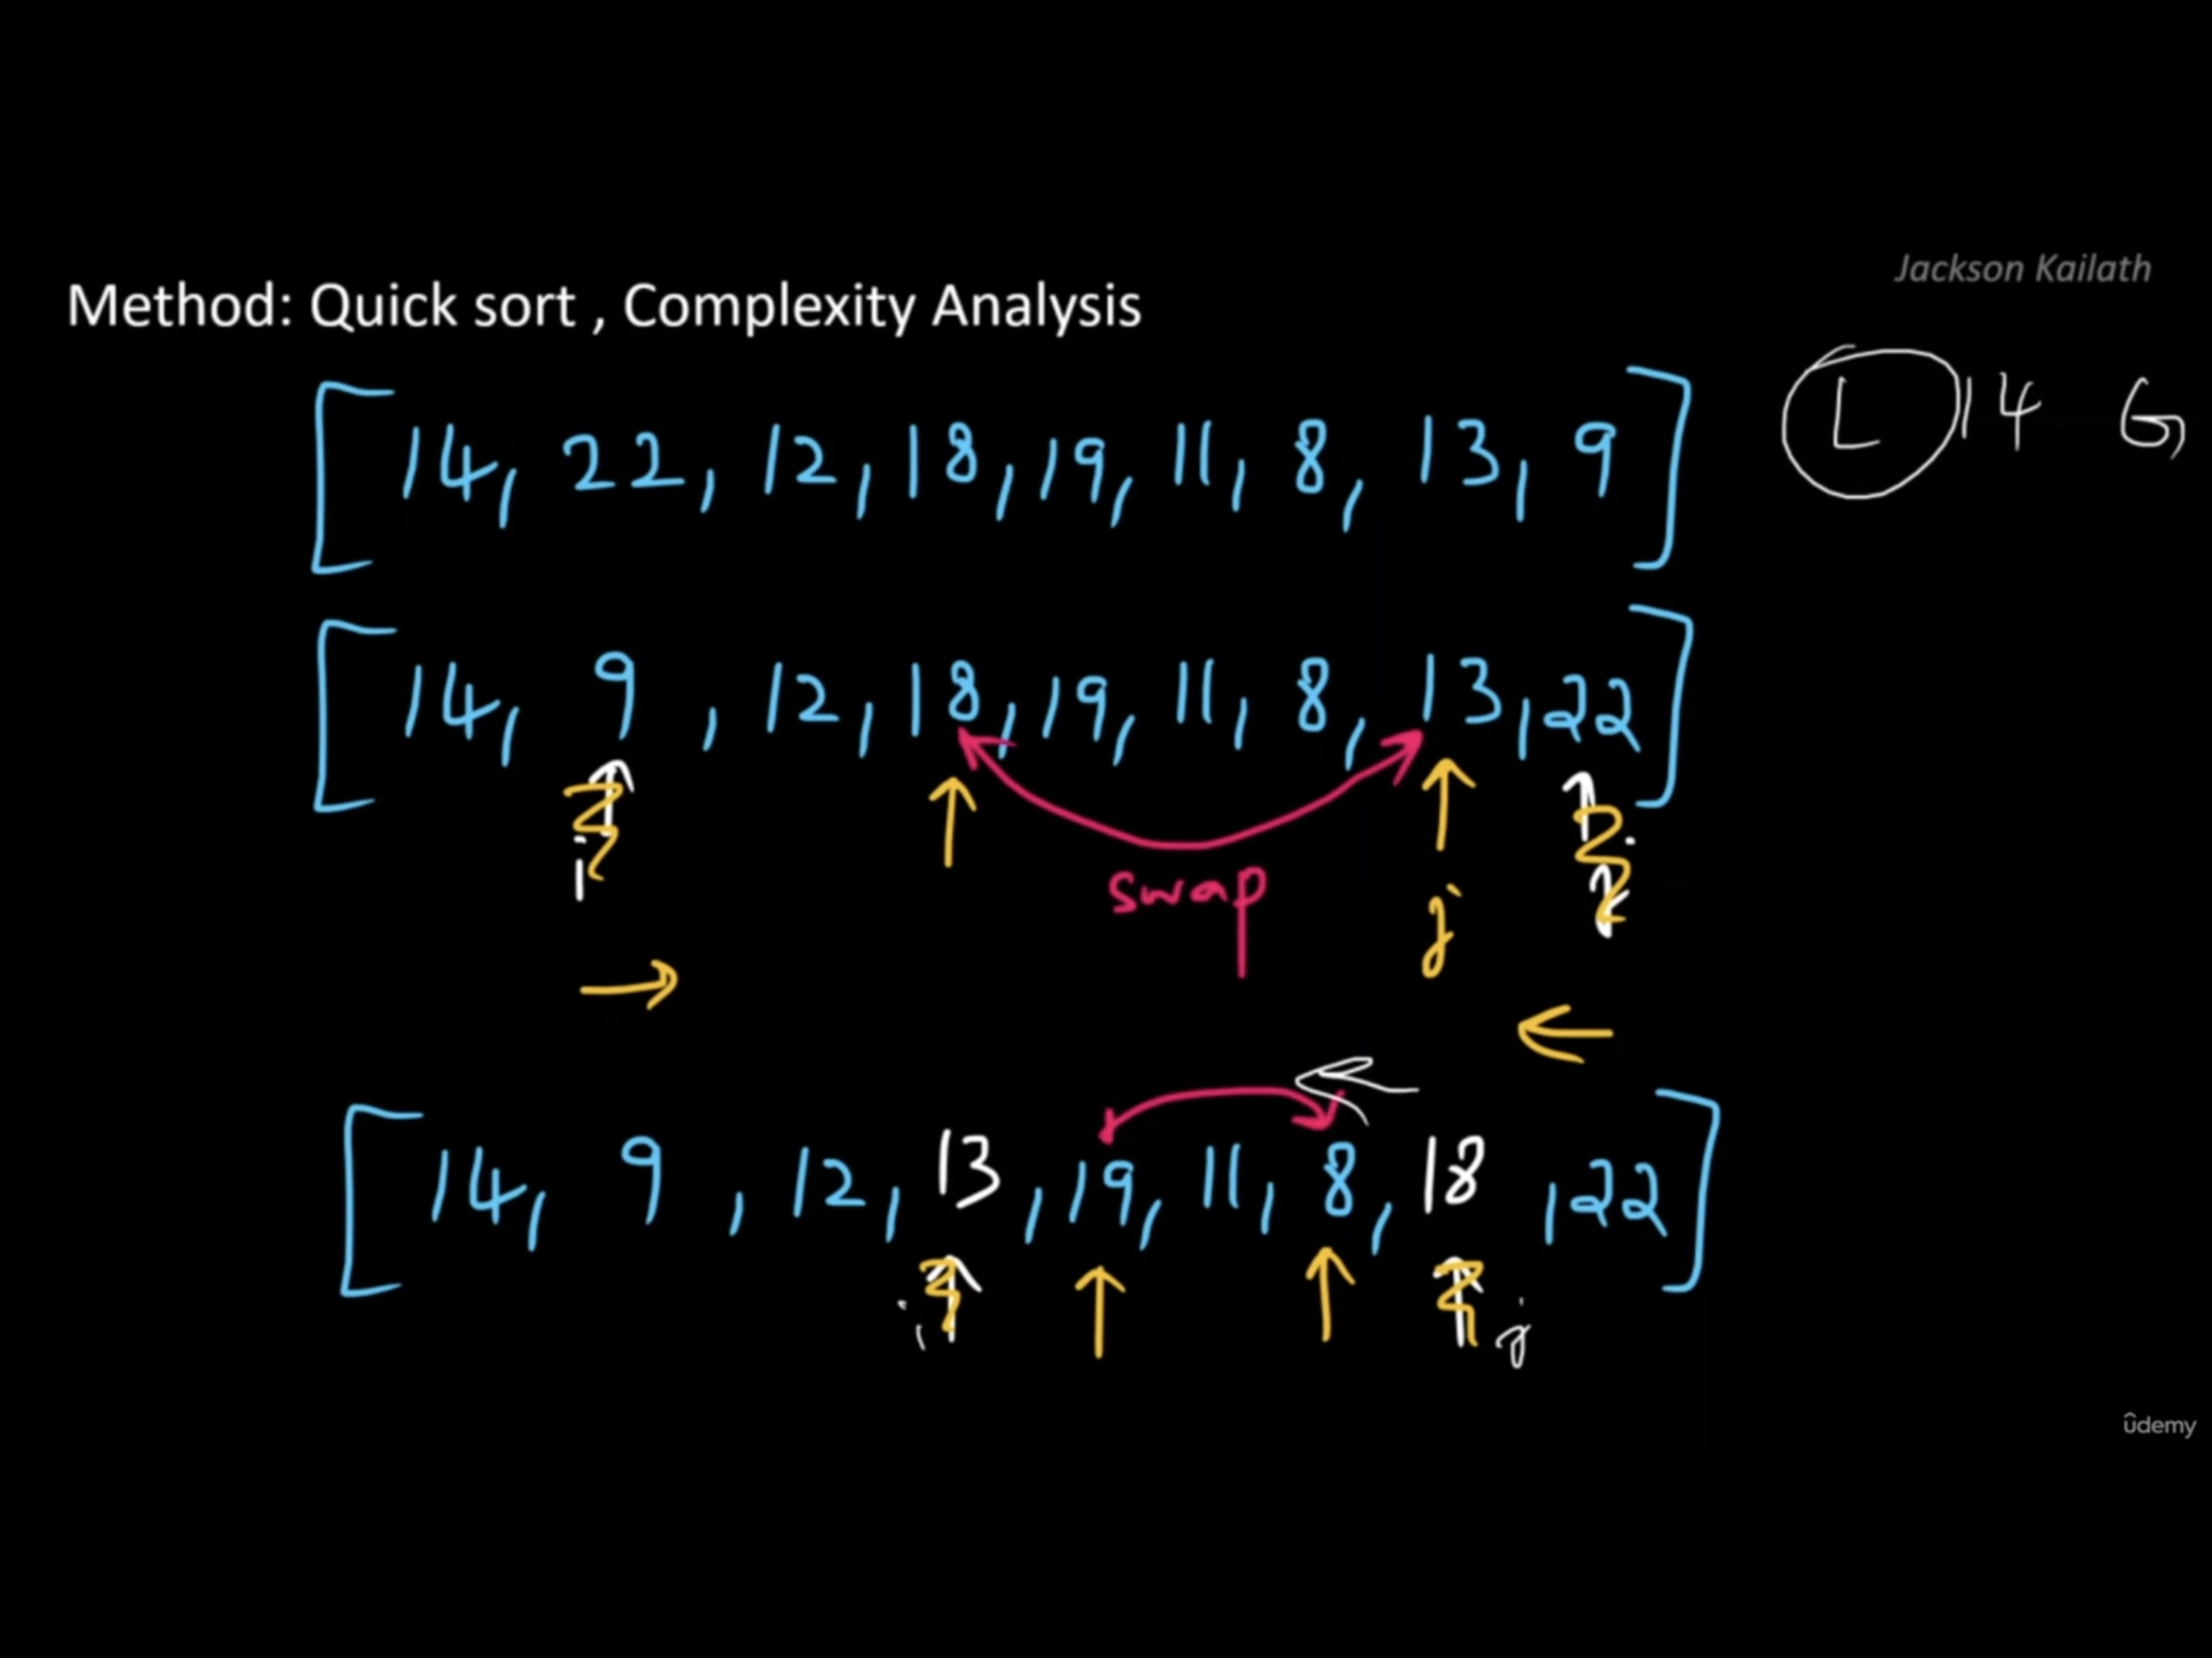 Jackson Kailath
Method: Quick sort , Complexity Analysis
L 14 G
[14, 22, 12, 18, 19, 11, 8, 13, 9]
[14, 9 , 12, 18, 19, 11, 8, 13, 22]
i
swap
j
[14, 9 , 12, 13 , 19, 11, 8, 18 , 22]
i j
ûdemy